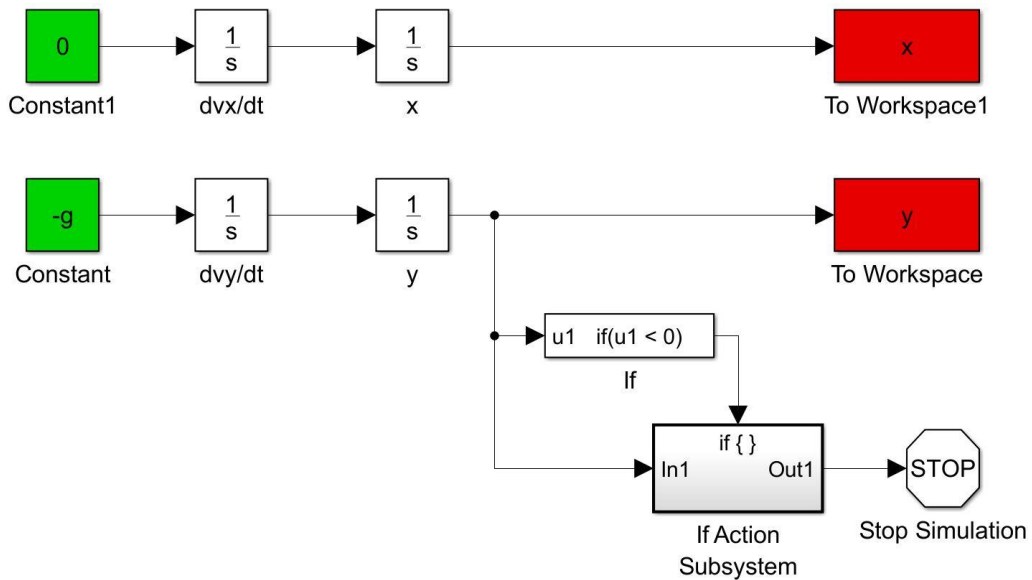 0
1
s
1
s
x
Constant1
dvx/dt
x
To Workspace1
-g
1
s
1
s
y
Constant
dvy/dt
y
To Workspace
u1 if(u1 < 0)
If
if { }
In1
Out1
STOP
If Action
Subsystem
Stop Simulation